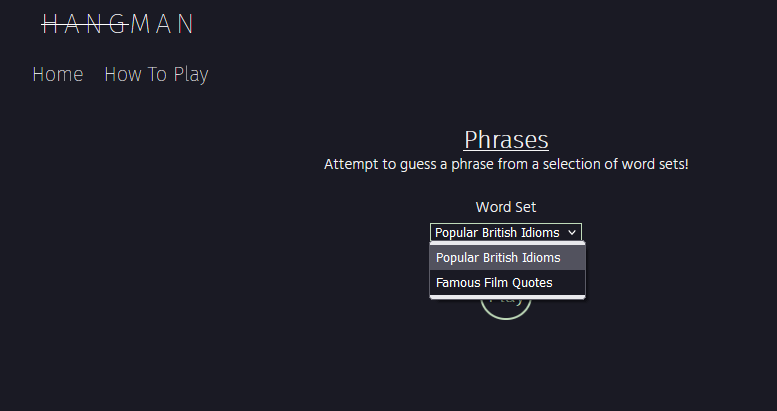 HANGMAN
Home How To Play
Phrases
Attempt to guess a phrase from a selection of word sets!
Word Set
Popular British Idioms
Popular British Idioms
Famous Film Quotes